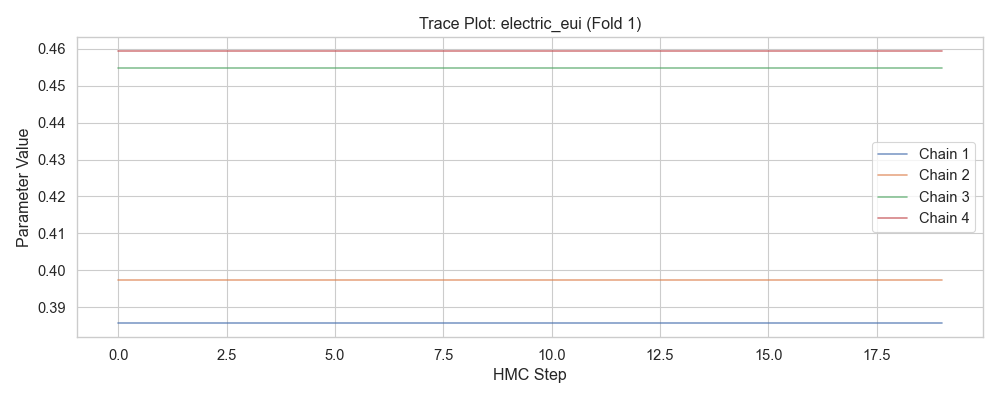 Trace Plot: electric_eui (Fold 1)
Parameter Value
0.46
0.45
0.44
0.43
0.42
0.41
0.40
0.39
Chain 1
Chain 2
Chain 3
Chain 4
0.0 2.5 5.0 7.5 10.0 12.5 15.0 17.5
HMC Step